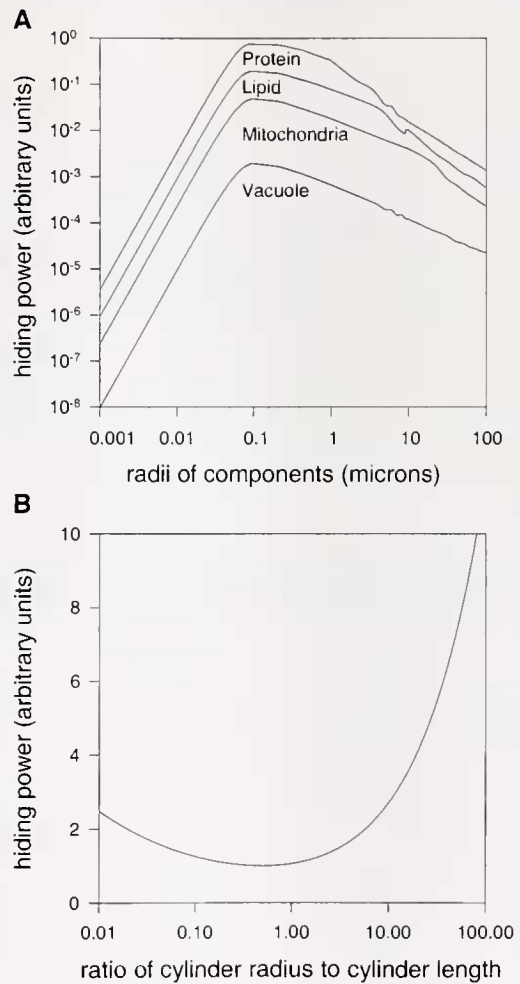 A
hiding power (arbitrary units)
10⁰
10⁻¹
10⁻²
10⁻³
10⁻⁴
10⁻⁵
10⁻⁶
10⁻⁷
10⁻⁸
Protein
Lipid
Mitochondria
Vacuole
0.001 0.01 0.1 1 10 100
radii of components (microns)
B
hiding power (arbitrary units)
10
8
6
4
2
0
0.01 0.10 1.00 10.00 100.00
ratio of cylinder radius to cylinder length